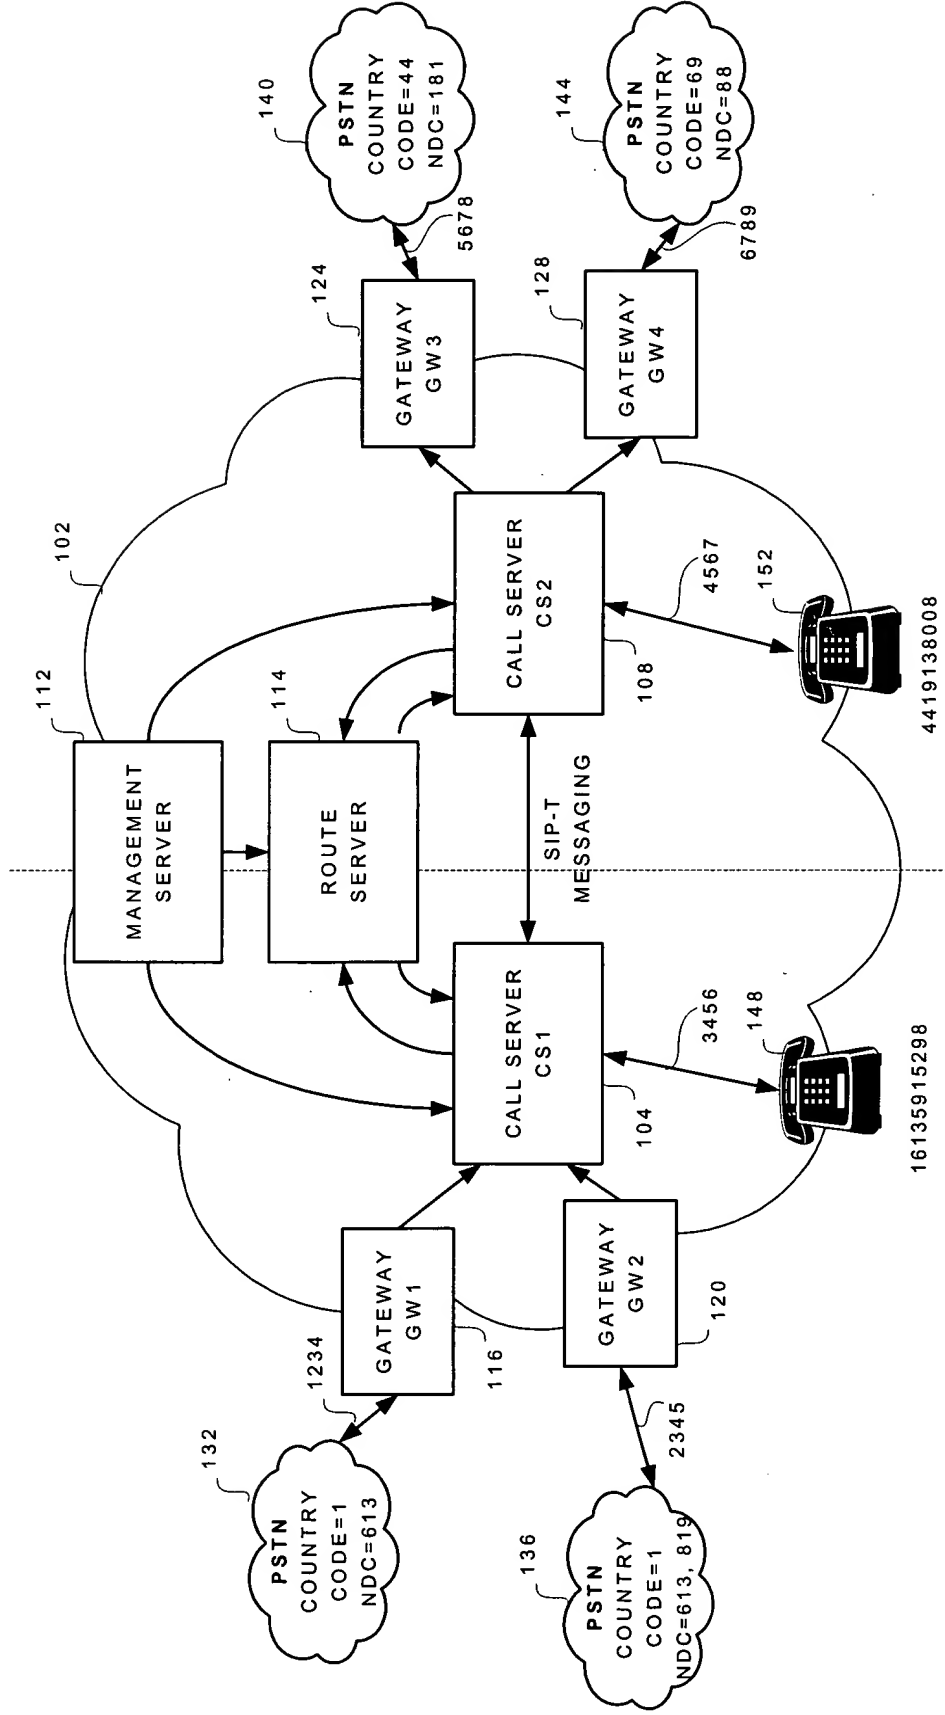 112
MANAGEMENT
SERVER
102
114
ROUTE
SERVER
132
PSTN
COUNTRY
CODE=1
NDC=613
1234
GATEWAY
GW1
116
136
PSTN
COUNTRY
CODE=1
NDC=613, 819
2345
GATEWAY
GW2
120
CALL SERVER
CS1
104
SIP-T
MESSAGING
CALL SERVER
CS2
108
124
GATEWAY
GW3
5678
140
PSTN
COUNTRY
CODE=44
NDC=181
128
GATEWAY
GW4
6789
144
PSTN
COUNTRY
CODE=69
NDC=88
3456
148
16135915298
4567
152
4419138008